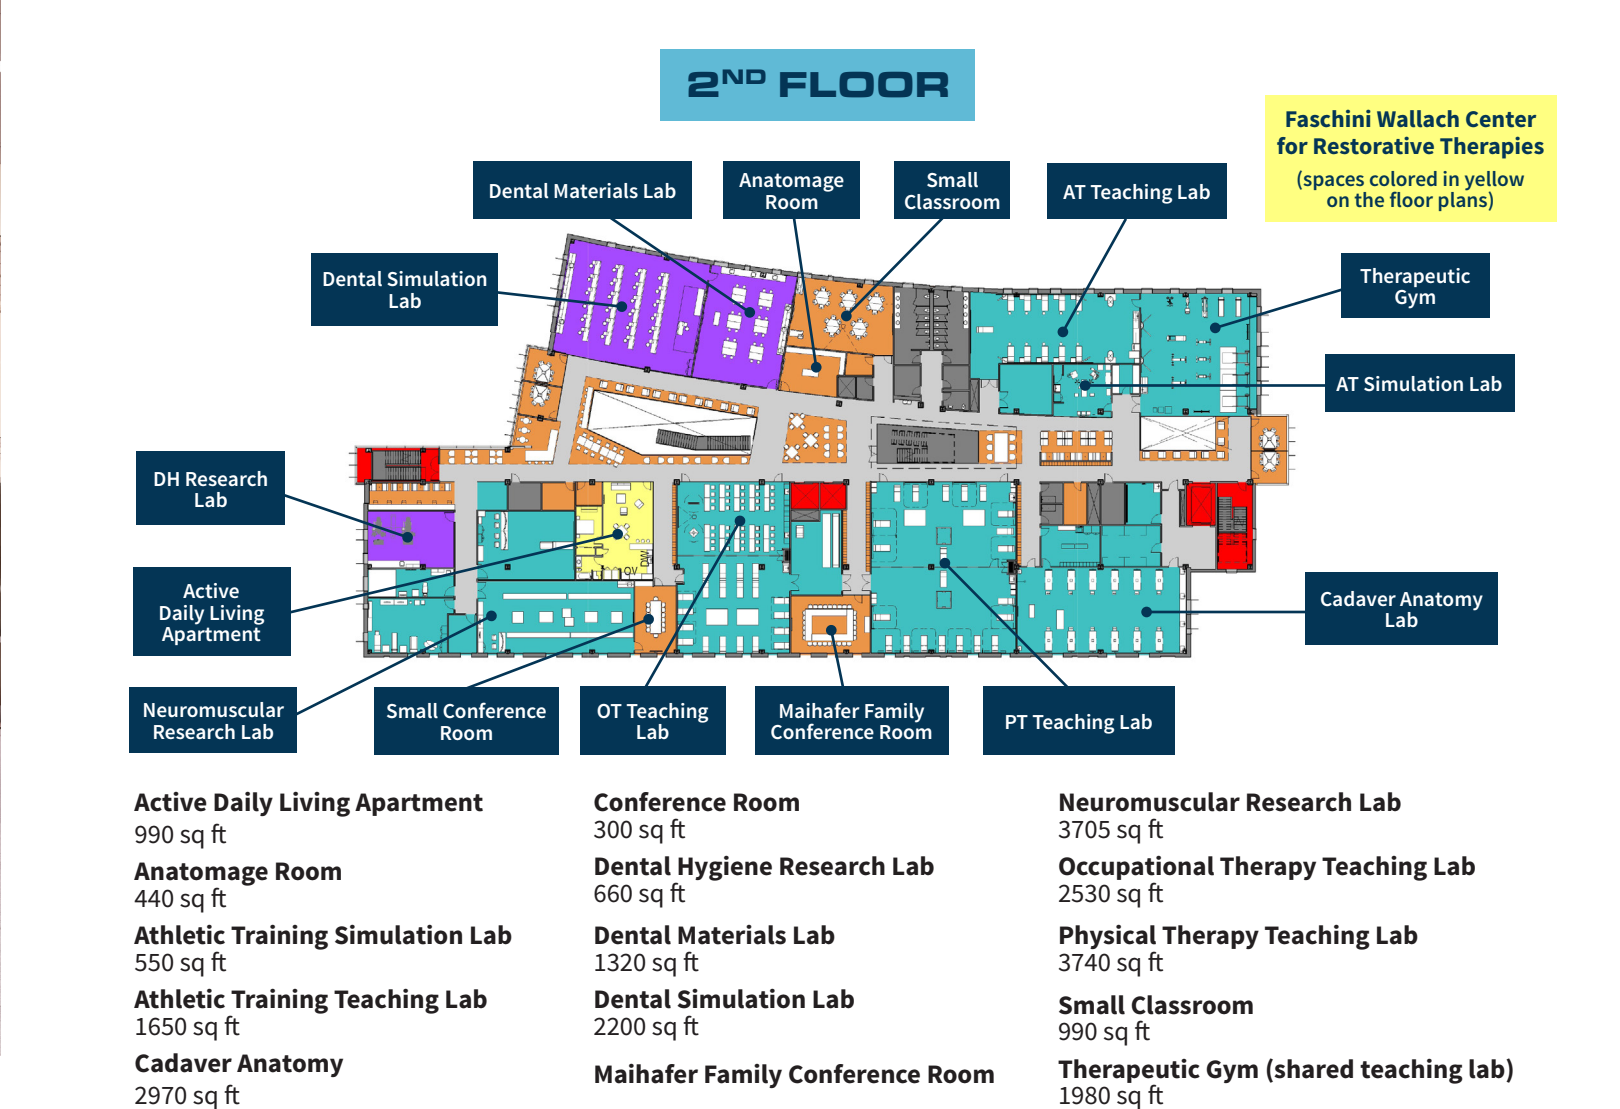 2ND FLOOR
Faschini Wallach Center
for Restorative Therapies
(spaces colored in yellow
on the floor plans)
Dental Materials Lab
Anatomage
Room
Small
Classroom
AT Teaching Lab
Dental Simulation
Lab
Therapeutic
Gym
AT Simulation Lab
DH Research
Lab
Active
Daily Living
Apartment
Cadaver Anatomy
Lab
Neuromuscular
Research Lab
Small Conference
Room
OT Teaching
Lab
Maihafer Family
Conference Room
PT Teaching Lab
OV
DW
Active Daily Living Apartment
990 sq ft
Anatomage Room
440 sq ft
Athletic Training Simulation Lab
550 sq ft
Athletic Training Teaching Lab
1650 sq ft
Cadaver Anatomy
2970 sq ft
Conference Room
300 sq ft
Dental Hygiene Research Lab
660 sq ft
Dental Materials Lab
1320 sq ft
Dental Simulation Lab
2200 sq ft
Maihafer Family Conference Room
Neuromuscular Research Lab
3705 sq ft
Occupational Therapy Teaching Lab
2530 sq ft
Physical Therapy Teaching Lab
3740 sq ft
Small Classroom
990 sq ft
Therapeutic Gym (shared teaching lab)
1980 sq ft